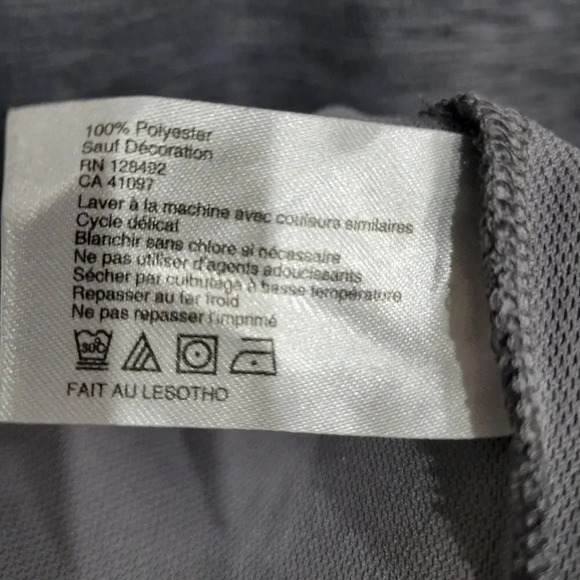 100% Polyester
Sauf Décoration
RN 128492
CA 41097
Laver à la machine avec couleurs similaires
Cycle délicat
Blanchir sans chlore si nécessaire
Ne pas utiliser d'agents adoucissants
Sécher par culbutage à basse température
Repasser au fer froid
Ne pas repasser l'imprimé
30C
FAIT AU LESOTHO